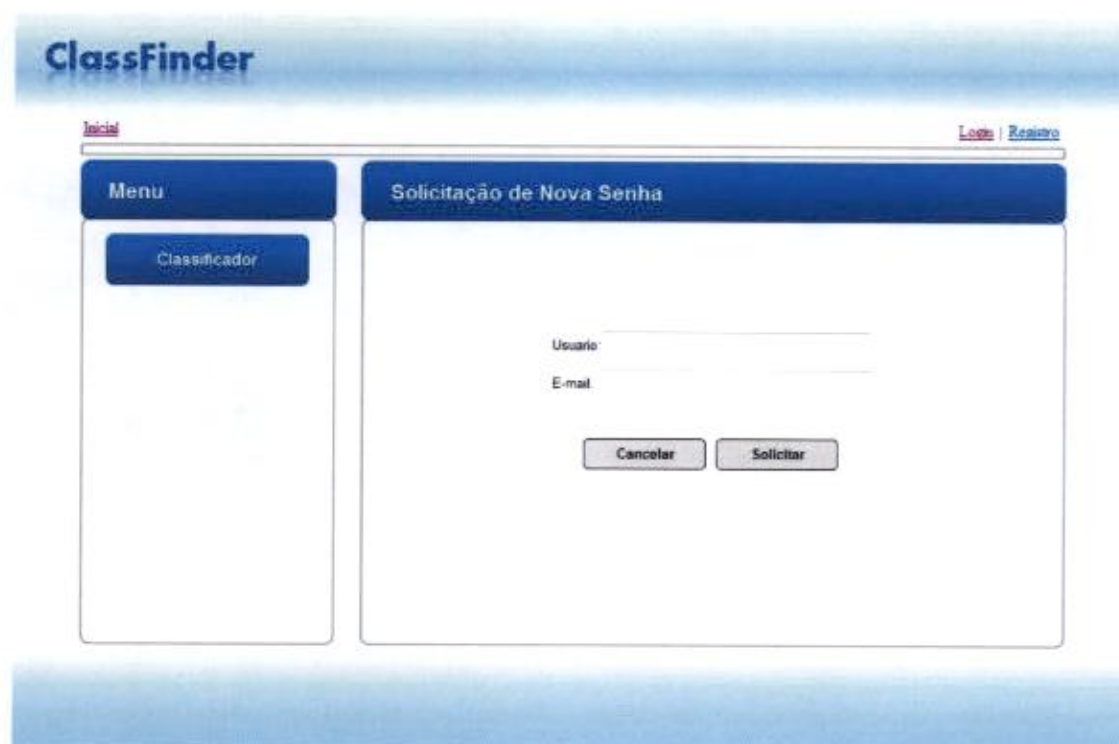 ClassFinder
Inicial
Login | Registro
Menu
Solicitação de Nova Senha
Classificador
Usuario
E-mail
Cancelar
Solicitar